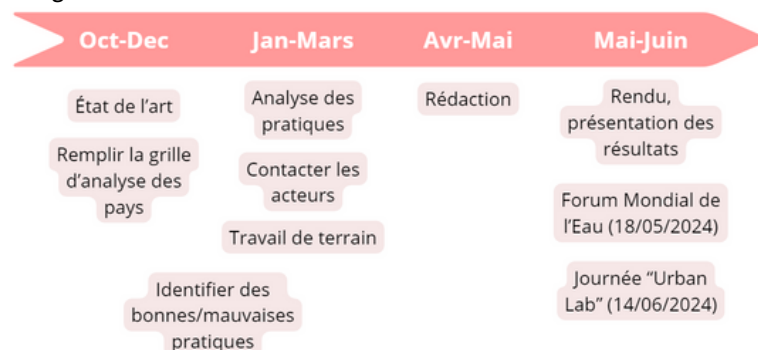 Oct-Dec
Jan-Mars
Avr-Mai
Mai-Juin
État de l’art
Remplir la grille
d’analyse des
pays
Analyse des
pratiques
Contacter les
acteurs
Travail de terrain
Identifier des
bonnes/mauvaises
pratiques
Rédaction
Rendu,
présentation des
résultats
Forum Mondial de
l’Eau (18/05/2024)
Journée “Urban
Lab” (14/06/2024)